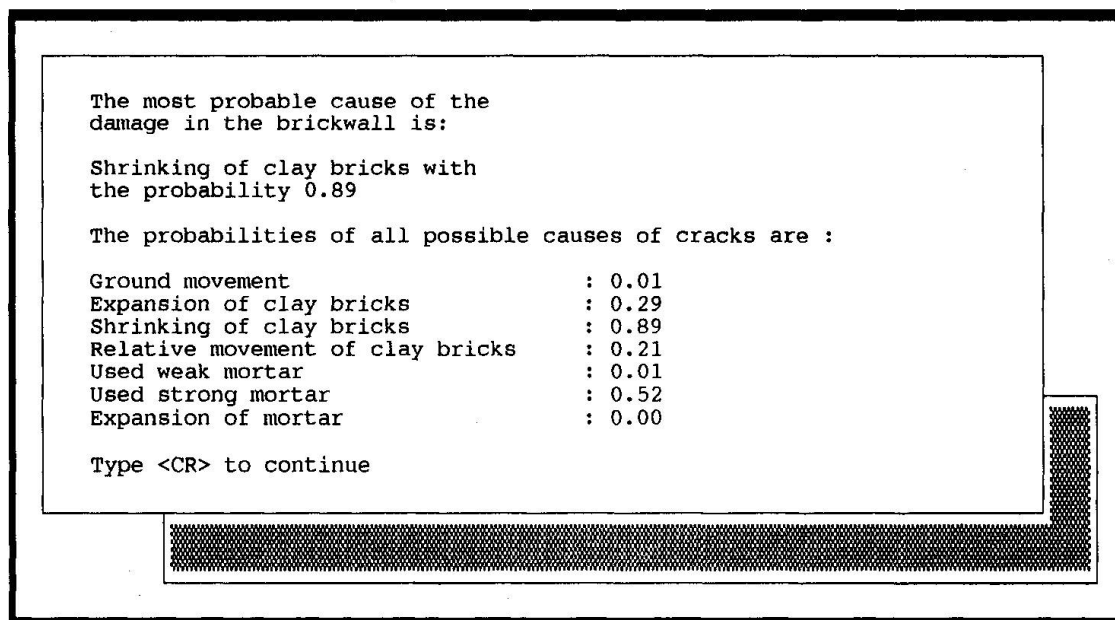 The most probable cause of the
damage in the brickwall is:
Shrinking of clay bricks with
the probability 0.89
The probabilities of all possible causes of cracks are :
Ground movement : 0.01
Expansion of clay bricks : 0.29
Shrinking of clay bricks : 0.89
Relative movement of clay bricks : 0.21
Used weak mortar : 0.01
Used strong mortar : 0.52
Expansion of mortar : 0.00
Type <CR> to continue